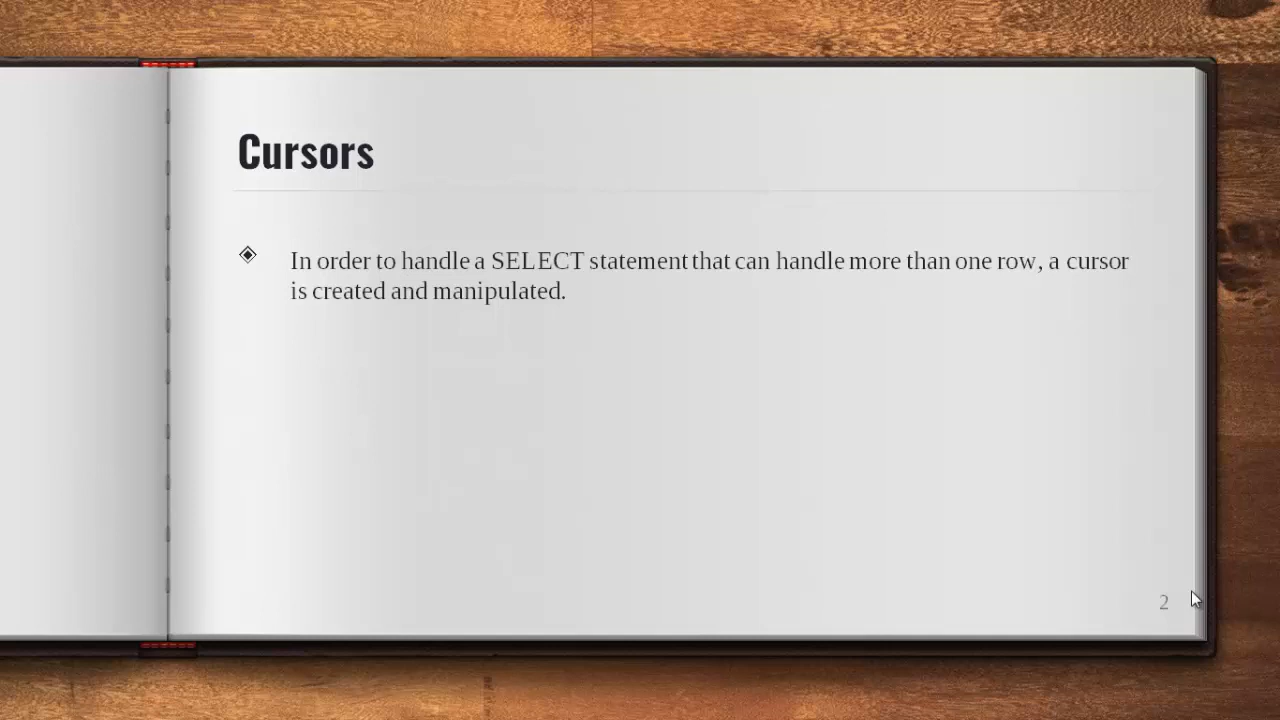 Cursors
In order to handle a SELECT statement that can handle more than one row, a cursor
is created and manipulated.
2